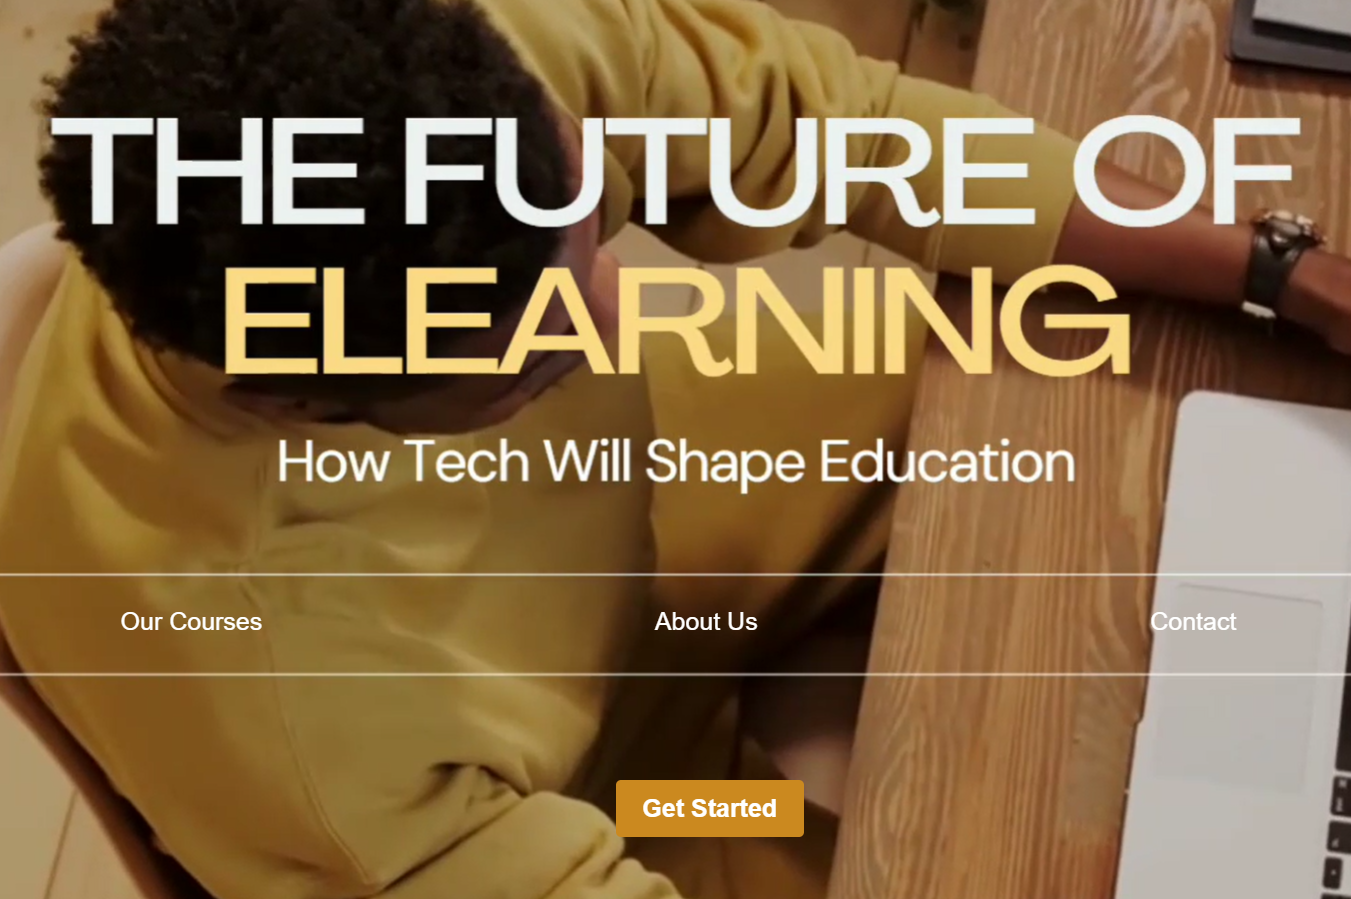 THE FUTURE OF
ELEARNING
How Tech Will Shape Education
Our Courses About Us Contact
Get Started